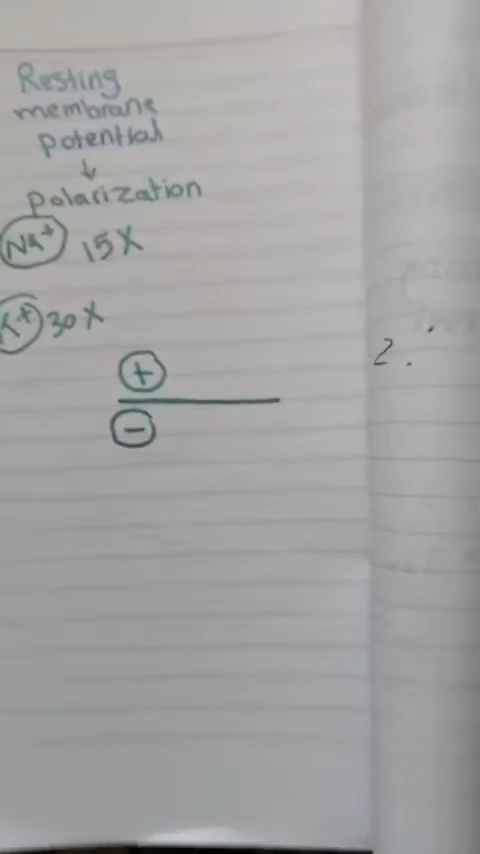 Resting
membrane
potential
↓
polarization
Na+ 15X
K+ 30X
+
−
2.